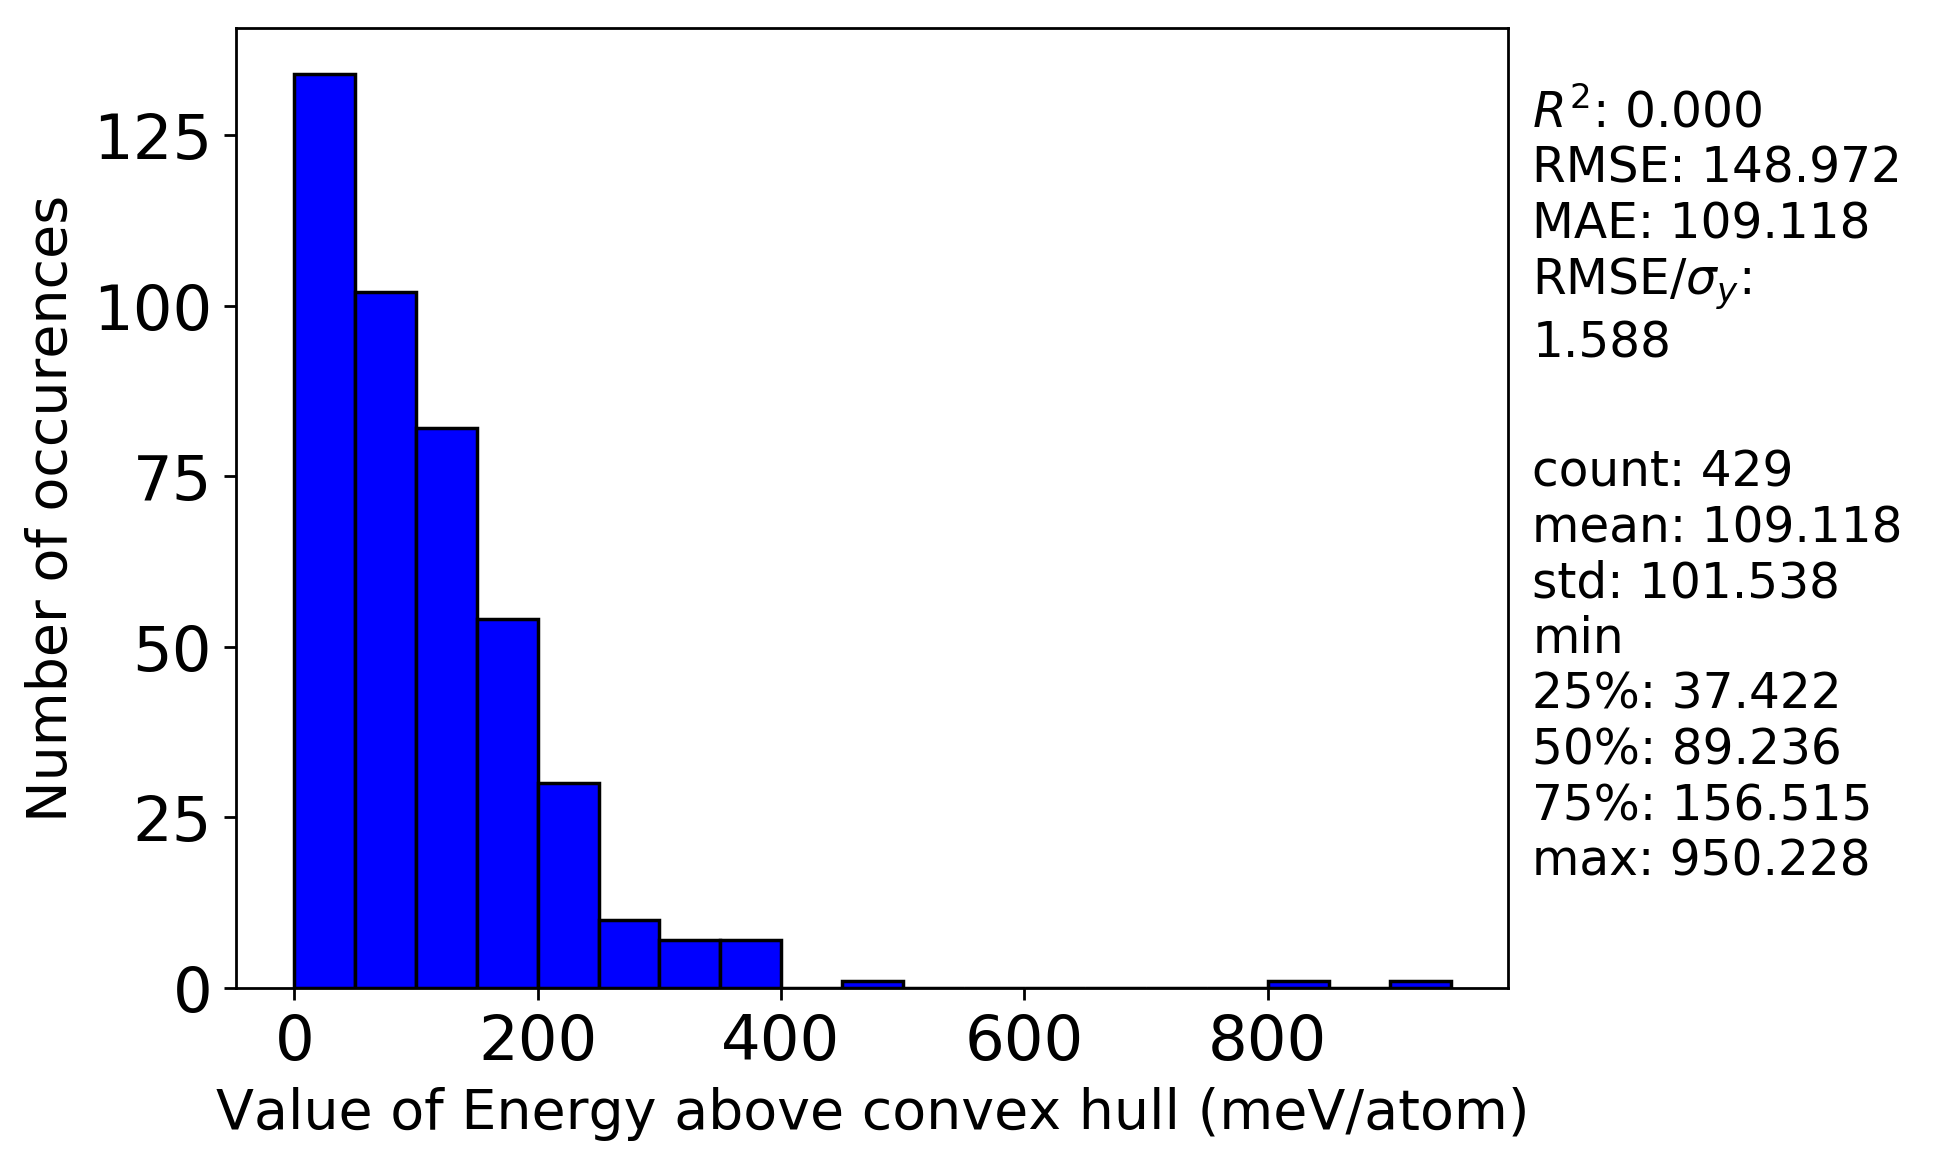 125
100
75
50
25
0
Number of occurences
0 200 400 600 800
Value of Energy above convex hull (meV/atom)
R²: 0.000
RMSE: 148.972
MAE: 109.118
RMSE/σ_y:
1.588
count: 429
mean: 109.118
std: 101.538
min
25%: 37.422
50%: 89.236
75%: 156.515
max: 950.228